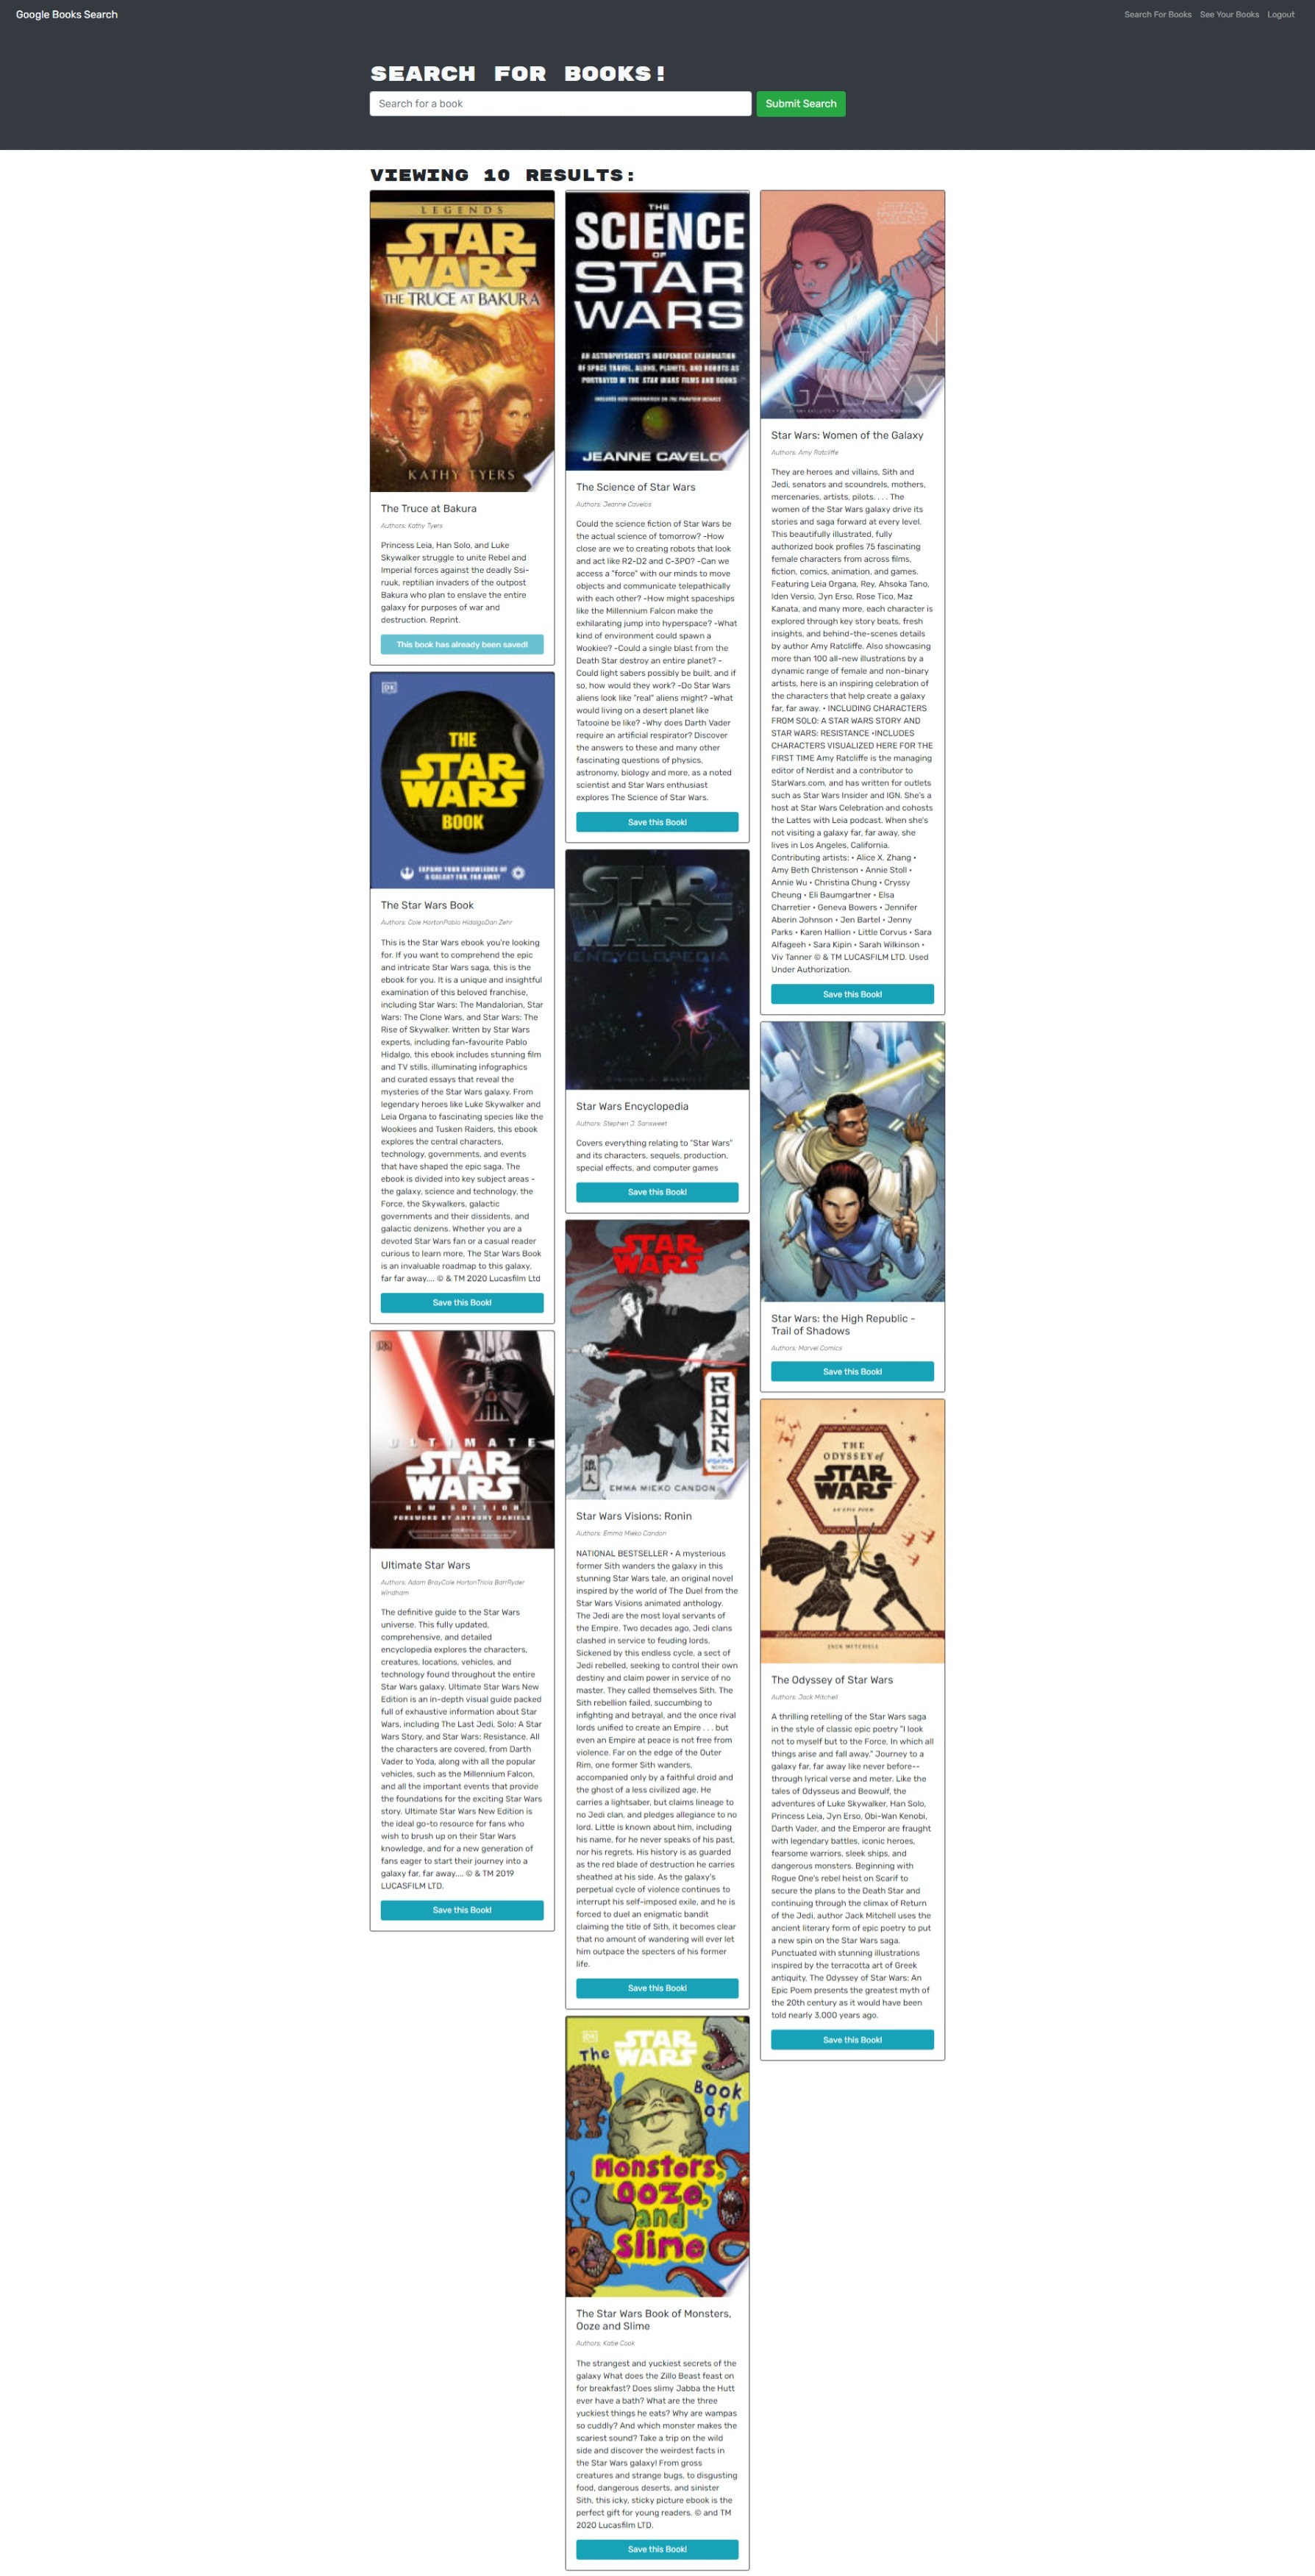 Google Books Search
Search For Books
See Your Books
Logout
SEARCH FOR BOOKS!
Search for a book
Submit Search
VIEWING 10 RESULTS:
LEGENDS
STAR
WARS
THE TRUCE AT BAKURA
KATHY TYERS
The Truce at Bakura
Authors: Kathy Tyers
Princess Leia, Han Solo, and Luke
Skywalker struggle to unite Rebel and
Imperial forces against the deadly Ssi-
ruuk, reptilian invaders of the outpost
Bakura who plan to enslave the entire
galaxy for purposes of war and
destruction. Reprint.
This book has already been saved!
DK
THE
STAR
WARS
BOOK
EXPAND YOUR KNOWLEDGE OF
A GALAXY FAR, FAR AWAY
The Star Wars Book
Authors: Cole HortonPablo HidalgoDan Zehr
This is the Star Wars ebook you're looking
for. If you want to comprehend the epic
and intricate Star Wars saga, this is the
ebook for you. It is a unique and insightful
examination of this beloved franchise,
including Star Wars: The Mandalorian, Star
Wars: The Clone Wars, and Star Wars: The
Rise of Skywalker. Written by Star Wars
experts, including fan-favourite Pablo
Hidalgo, this ebook includes stunning film
and TV stills, illuminating infographics
and curated essays that reveal the
mysteries of the Star Wars galaxy. From
legendary heroes like Luke Skywalker and
Leia Organa to fascinating species like the
Wookiees and Tusken Raiders, this ebook
explores the central characters,
technology, governments, and events
that have shaped the epic saga. The
ebook is divided into key subject areas -
the galaxy, science and technology, the
Force, the Skywalkers, galactic
governments and their dissidents, and
galactic denizens. Whether you are a
devoted Star Wars fan or a casual reader
curious to learn more, The Star Wars Book
is an invaluable roadmap to this galaxy,
far far away.... © & TM 2020 Lucasfilm Ltd
Save this Book!
DK
ULTIMATE
STAR
WARS
NEW EDITION
FOREWORD BY ANTHONY DANIELS
Ultimate Star Wars
Authors: Adam BrayCole HortonTricia BarrRyder
Windham
The definitive guide to the Star Wars
universe. This fully updated,
comprehensive, and detailed
encyclopedia explores the characters,
creatures, locations, vehicles, and
technology found throughout the entire
Star Wars galaxy. Ultimate Star Wars New
Edition is an in-depth visual guide packed
full of exhaustive information about Star
Wars, including The Last Jedi, Solo: A Star
Wars Story, and Star Wars: Resistance. All
the characters are covered, from Darth
Vader to Yoda, along with all the popular
vehicles, such as the Millennium Falcon,
and all the important events that provide
the foundations for the exciting Star Wars
story. Ultimate Star Wars New Edition is
the ideal go-to resource for fans who
wish to brush up on their Star Wars
knowledge, and for a new generation of
fans eager to start their journey into a
galaxy far, far away.... © & TM 2019
LUCASFILM LTD.
Save this Book!
THE
SCIENCE
OF
STAR
WARS
AN ASTROPHYSICIST'S INDEPENDENT EXAMINATION
OF SPACE TRAVEL, ALIENS, PLANETS, AND ROBOTS AS
PORTRAYED IN THE STAR WARS FILMS AND BOOKS
INCLUDES NEW INFORMATION ON THE PHANTOM MENACE
JEANNE CAVELO
The Science of Star Wars
Authors: Jeanne Cavelos
Could the science fiction of Star Wars be
the actual science of tomorrow? -How
close are we to creating robots that look
and act like R2-D2 and C-3PO? -Can we
access a "force" with our minds to move
objects and communicate telepathically
with each other? -How might spaceships
like the Millennium Falcon make the
exhilarating jump into hyperspace? -What
kind of environment could spawn a
Wookiee? -Could a single blast from the
Death Star destroy an entire planet? -
Could light sabers possibly be built, and if
so, how would they work? -Do Star Wars
aliens look like "real" aliens might? -What
would living on a desert planet like
Tatooine be like? -Why does Darth Vader
require an artificial respirator? Discover
the answers to these and many other
fascinating questions of physics,
astronomy, biology and more, as a noted
scientist and Star Wars enthusiast
explores The Science of Star Wars.
Save this Book!
STAR
WARS
ENCYCLOPEDIA
Star Wars Encyclopedia
Authors: Stephen J. Sansweet
Covers everything relating to "Star Wars"
and its characters, sequels, production,
special effects, and computer games
Save this Book!
STAR
WARS
RONIN
A
VISIONS
NOVEL
浪人
EMMA MIEKO CANDON
Star Wars Visions: Ronin
Authors: Emma Mieko Candon
NATIONAL BESTSELLER • A mysterious
former Sith wanders the galaxy in this
stunning Star Wars tale, an original novel
inspired by the world of The Duel from the
Star Wars Visions animated anthology.
The Jedi are the most loyal servants of
the Empire. Two decades ago, Jedi clans
clashed in service to feuding lords.
Sickened by this endless cycle, a sect of
Jedi rebelled, seeking to control their own
destiny and claim power in service of no
master. They called themselves Sith. The
Sith rebellion failed, succumbing to
infighting and betrayal, and the once rival
lords unified to create an Empire . . . but
even an Empire at peace is not free from
violence. Far on the edge of the Outer
Rim, one former Sith wanders,
accompanied only by a faithful droid and
the ghost of a less civilized age. He
carries a lightsaber, but claims lineage to
no Jedi clan, and pledges allegiance to no
lord. Little is known about him, including
his name, for he never speaks of his past,
nor his regrets. His history is as guarded
as the red blade of destruction he carries
sheathed at his side. As the galaxy's
perpetual cycle of violence continues to
interrupt his self-imposed exile, and he is
forced to duel an enigmatic bandit
claiming the title of Sith, it becomes clear
that no amount of wandering will ever let
him outpace the specters of his former
life.
Save this Book!
DK
The STAR
WARS
Book
of
Monsters,
Ooze,
and
Slime
The Star Wars Book of Monsters,
Ooze and Slime
Authors: Katie Cook
The strangest and yuckiest secrets of the
galaxy What does the Zillo Beast feast on
for breakfast? Does slimy Jabba the Hutt
ever have a bath? What are the three
yuckiest things he eats? Why are wampas
so cuddly? And which monster makes the
scariest sound? Take a trip on the wild
side and discover the weirdest facts in
the Star Wars galaxy! From gross
creatures and strange bugs, to disgusting
food, dangerous deserts, and sinister
Sith, this icky, sticky picture ebook is the
perfect gift for young readers. © and TM
2020 Lucasfilm LTD.
Save this Book!
STAR
WARS
WOMEN
OF THE
GALAXY
Star Wars: Women of the Galaxy
Authors: Amy Ratcliffe
They are heroes and villains, Sith and
Jedi, senators and scoundrels, mothers,
mercenaries, artists, pilots. . . . The
women of the Star Wars galaxy drive its
stories and saga forward at every level.
This beautifully illustrated, fully
authorized book profiles 75 fascinating
female characters from across films,
fiction, comics, animation, and games.
Featuring Leia Organa, Rey, Ahsoka Tano,
Iden Versio, Jyn Erso, Rose Tico, Maz
Kanata, and many more, each character is
explored through key story beats, fresh
insights, and behind-the-scenes details
by author Amy Ratcliffe. Also showcasing
more than 100 all-new illustrations by a
dynamic range of female and non-binary
artists, here is an inspiring celebration of
the characters that help create a galaxy
far, far away. • INCLUDING CHARACTERS
FROM SOLO: A STAR WARS STORY AND
STAR WARS: RESISTANCE •INCLUDES
CHARACTERS VISUALIZED HERE FOR THE
FIRST TIME Amy Ratcliffe is the managing
editor of Nerdist and a contributor to
StarWars.com, and has written for outlets
such as Star Wars Insider and IGN. She's a
host at Star Wars Celebration and cohosts
the Lattes with Leia podcast. When she's
not visiting a galaxy far, far away, she
lives in Los Angeles, California.
Contributing artists: • Alice X. Zhang •
Amy Beth Christenson • Annie Stoll •
Annie Wu • Christina Chung • Cryssy
Cheung • Eli Baumgartner • Elsa
Charretier • Geneva Bowers • Jennifer
Aberin Johnson • Jen Bartel • Jenny
Parks • Karen Hallion • Little Corvus • Sara
Alfageeh • Sara Kipin • Sarah Wilkinson •
Viv Tanner © & TM LUCASFILM LTD. Used
Under Authorization.
Save this Book!
Star Wars: the High Republic -
Trail of Shadows
Authors: Marvel Comics
Save this Book!
THE
ODYSSEY of
STAR
WARS
AN EPIC POEM
JACK MITCHELL
The Odyssey of Star Wars
Authors: Jack Mitchell
A thrilling retelling of the Star Wars saga
in the style of classic epic poetry "I look
not to myself but to the Force, In which all
things arise and fall away." Journey to a
galaxy far, far away like never before--
through lyrical verse and meter. Like the
tales of Odysseus and Beowulf, the
adventures of Luke Skywalker, Han Solo,
Princess Leia, Jyn Erso, Obi-Wan Kenobi,
Darth Vader, and the Emperor are fraught
with legendary battles, iconic heroes,
fearsome warriors, sleek ships, and
dangerous monsters. Beginning with
Rogue One's rebel heist on Scarif to
secure the plans to the Death Star and
continuing through the climax of Return
of the Jedi, author Jack Mitchell uses the
ancient literary form of epic poetry to put
a new spin on the Star Wars saga.
Punctuated with stunning illustrations
inspired by the terracotta art of Greek
antiquity, The Odyssey of Star Wars: An
Epic Poem presents the greatest myth of
the 20th century as it would have been
told nearly 3,000 years ago.
Save this Book!